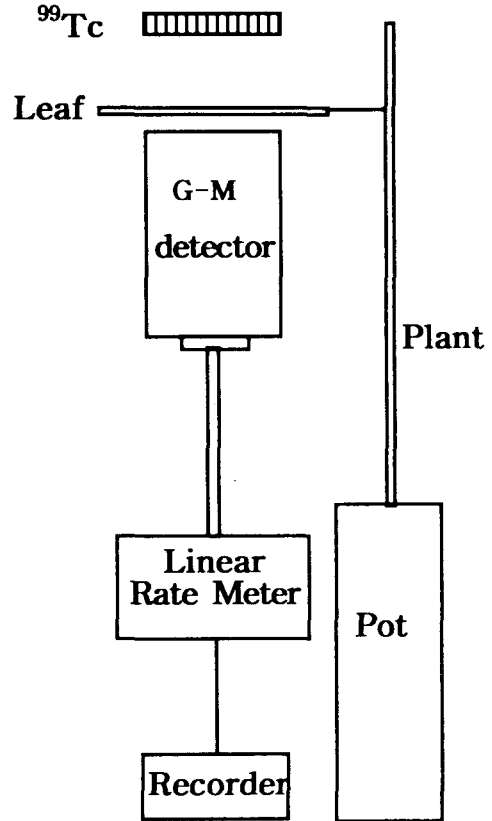 ⁹⁹Tc
Leaf
G-M
detector
Plant
Linear
Rate Meter
Pot
Recorder